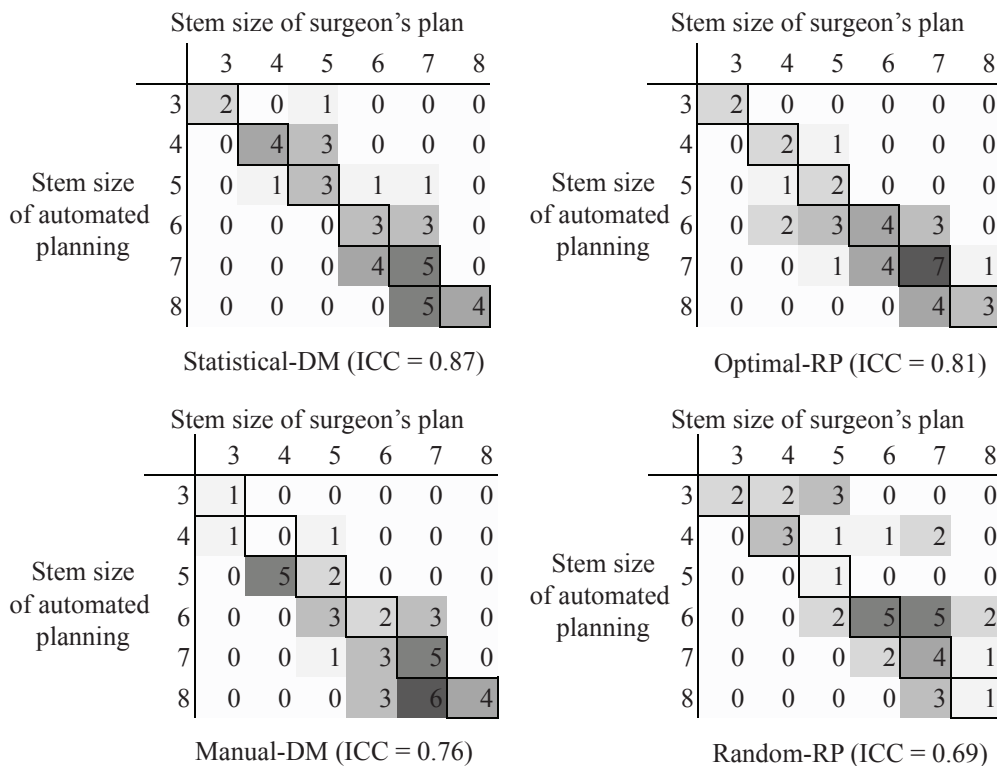 Stem size of surgeon’s plan
3 4 5 6 7 8
3 2 0 1 0 0 0
4 0 4 3 0 0 0
5 0 1 3 1 1 0
6 0 0 0 3 3 0
7 0 0 0 4 5 0
8 0 0 0 0 5 4
Stem size
of automated
planning
Statistical-DM (ICC = 0.87)
Stem size of surgeon’s plan
3 4 5 6 7 8
3 2 0 0 0 0 0
4 0 2 1 0 0 0
5 0 1 2 0 0 0
6 0 2 3 4 3 0
7 0 0 1 4 7 1
8 0 0 0 0 4 3
Stem size
of automated
planning
Optimal-RP (ICC = 0.81)
Stem size of surgeon’s plan
3 4 5 6 7 8
3 1 0 0 0 0 0
4 1 0 1 0 0 0
5 0 5 2 0 0 0
6 0 0 3 2 3 0
7 0 0 1 3 5 0
8 0 0 0 3 6 4
Stem size
of automated
planning
Manual-DM (ICC = 0.76)
Stem size of surgeon’s plan
3 4 5 6 7 8
3 2 2 3 0 0 0
4 0 3 1 1 2 0
5 0 0 1 0 0 0
6 0 0 2 5 5 2
7 0 0 0 2 4 1
8 0 0 0 0 3 1
Stem size
of automated
planning
Random-RP (ICC = 0.69)